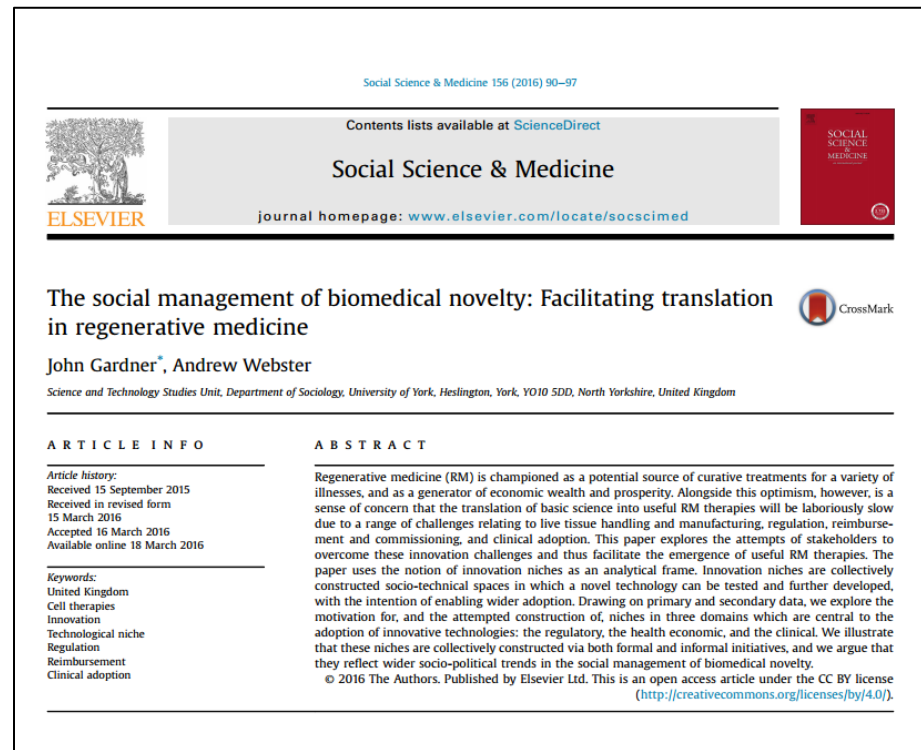 Social Science & Medicine 156 (2016) 90–97
Contents lists available at ScienceDirect
Social Science & Medicine
journal homepage: www.elsevier.com/locate/socscimed
ELSEVIER
SOCIAL
SCIENCE
&
MEDICINE
The social management of biomedical novelty: Facilitating translation
in regenerative medicine
CrossMark
John Gardner*, Andrew Webster
Science and Technology Studies Unit, Department of Sociology, University of York, Heslington, York, YO10 5DD, North Yorkshire, United Kingdom
ARTICLE INFO
Article history:
Received 15 September 2015
Received in revised form
15 March 2016
Accepted 16 March 2016
Available online 18 March 2016
Keywords:
United Kingdom
Cell therapies
Innovation
Technological niche
Regulation
Reimbursement
Clinical adoption
ABSTRACT
Regenerative medicine (RM) is championed as a potential source of curative treatments for a variety of
illnesses, and as a generator of economic wealth and prosperity. Alongside this optimism, however, is a
sense of concern that the translation of basic science into useful RM therapies will be laboriously slow
due to a range of challenges relating to live tissue handling and manufacturing, regulation, reimburse-
ment and commissioning, and clinical adoption. This paper explores the attempts of stakeholders to
overcome these innovation challenges and thus facilitate the emergence of useful RM therapies. The
paper uses the notion of innovation niches as an analytical frame. Innovation niches are collectively
constructed socio-technical spaces in which a novel technology can be tested and further developed,
with the intention of enabling wider adoption. Drawing on primary and secondary data, we explore the
motivation for, and the attempted construction of, niches in three domains which are central to the
adoption of innovative technologies: the regulatory, the health economic, and the clinical. We illustrate
that these niches are collectively constructed via both formal and informal initiatives, and we argue that
they reflect wider socio-political trends in the social management of biomedical novelty.
© 2016 The Authors. Published by Elsevier Ltd. This is an open access article under the CC BY license
(http://creativecommons.org/licenses/by/4.0/).